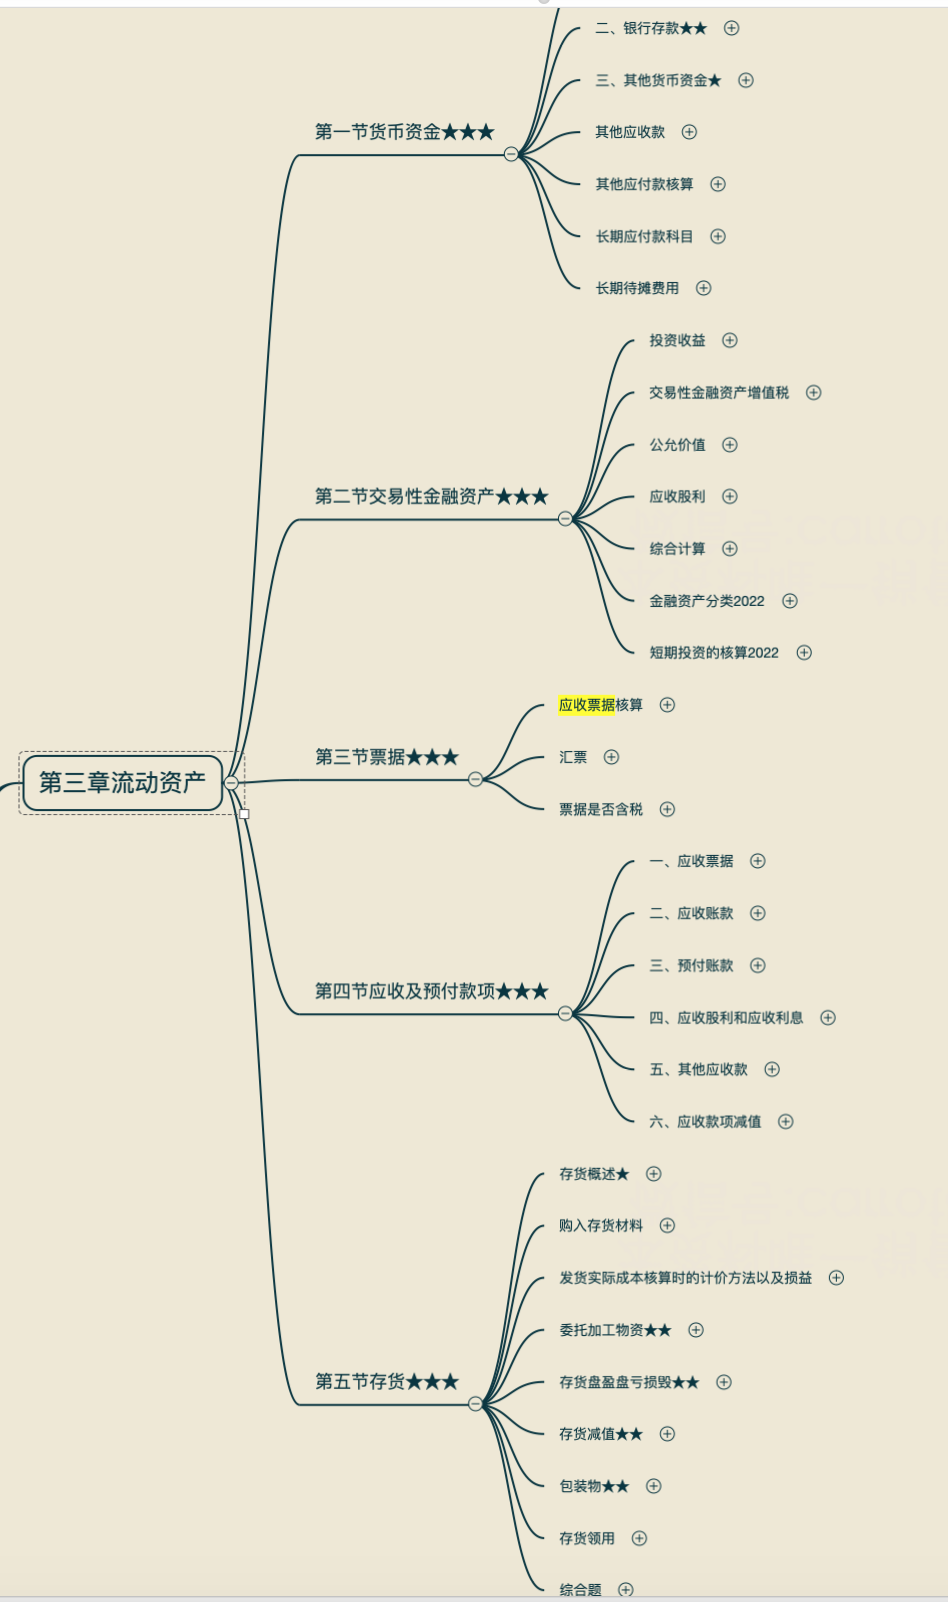 二、银行存款★★
三、其他货币资金★
第一节货币资金★★★
其他应收款
其他应付款核算
长期应付款科目
长期待摊费用
投资收益
交易性金融资产增值税
公允价值
第二节交易性金融资产★★★
应收股利
综合计算
金融资产分类2022
短期投资的核算2022
应收票据核算
第三节票据★★★
汇票
票据是否含税
第三章流动资产
一、应收票据
二、应收账款
三、预付账款
第四节应收及预付款项★★★
四、应收股利和应收利息
五、其他应收款
六、应收款项减值
存货概述★
购入存货材料
发货实际成本核算时的计价方法以及损益
委托加工物资★★
第五节存货★★★
存货盘盈盘亏损毁★★
存货减值★★
包装物★★
存货领用
综合题